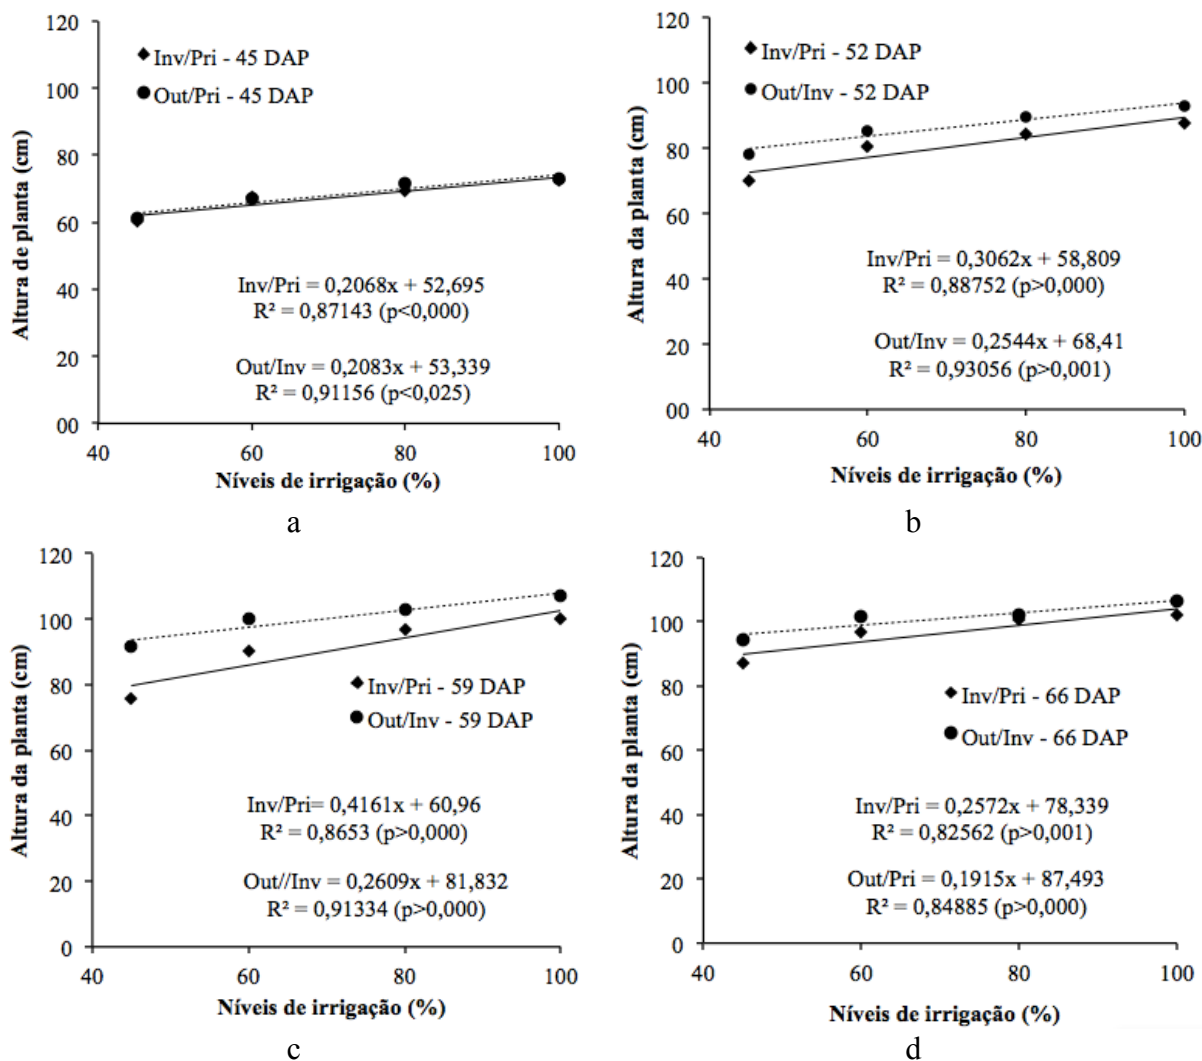 120
100
80
60
40
20
00
Altura de planta (cm)
Inv/Pri - 45 DAP
Out/Pri - 45 DAP
Inv/Pri = 0,2068x + 52,695
R² = 0,87143 (p<0,000)
Out/Inv = 0,2083x + 53,339
R² = 0,91156 (p<0,025)
40 60 80 100
Níveis de irrigação (%)
a
120
100
80
60
40
20
00
Altura da planta (cm)
Inv/Pri - 52 DAP
Out/Inv - 52 DAP
Inv/Pri = 0,3062x + 58,809
R² = 0,88752 (p>0,000)
Out/Inv = 0,2544x + 68,41
R² = 0,93056 (p>0,001)
40 60 80 100
Níveis de irrigação (%)
b
120
100
80
60
40
20
0
Altura da planta (cm)
Inv/Pri - 59 DAP
Out/Inv - 59 DAP
Inv/Pri= 0,4161x + 60,96
R² = 0,8653 (p>0,000)
Out//Inv = 0,2609x + 81,832
R² = 0,91334 (p>0,000)
40 60 80 100
Níveis de irrigação (%)
c
120
100
80
60
40
20
0
Altura da planta (cm)
Inv/Pri - 66 DAP
Out/Inv - 66 DAP
Inv/Pri = 0,2572x + 78,339
R² = 0,82562 (p>0,001)
Out/Pri = 0,1915x + 87,493
R² = 0,84885 (p>0,000)
40 60 80 100
Níveis de irrigação (%)
d